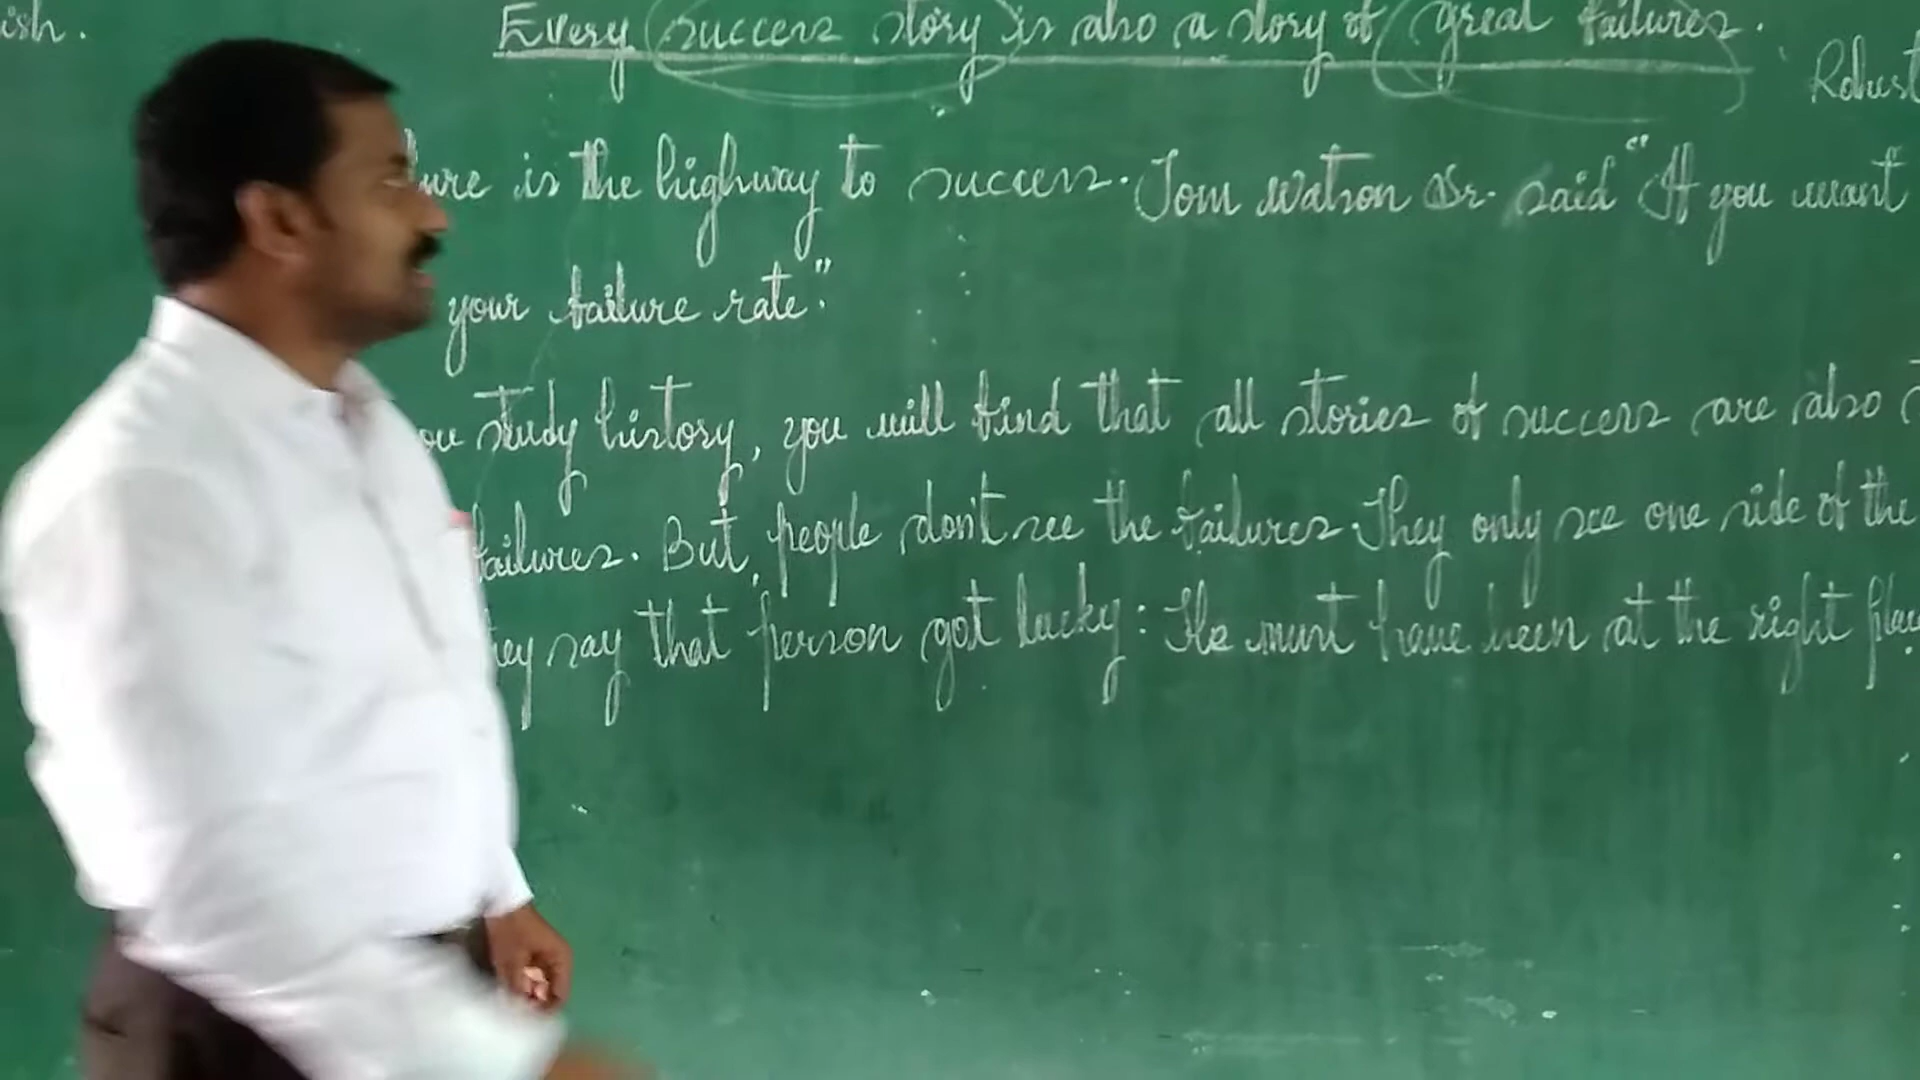 ish.
Every success story is also a story of great failures.
Robust
ure is the highway to success. Tom Watson Sr. said "If you want
your failure rate."
ou study history, you will find that all stories of success are also
failures. But, people don't see the failures. They only see one side of the
hey say that person got lucky: He must have been at the right place